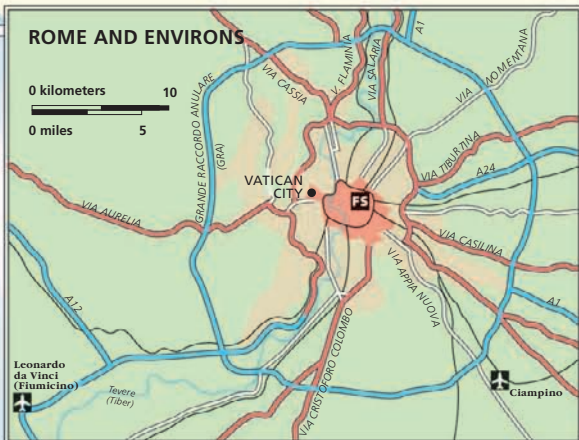 ROME AND ENVIRONS
0 kilometers 10
0 miles 5
A1
VIA CASSIA
V. FLAMINIA
VIA SALARIA
VIA NOMENTANA
GRANDE RACCORDO ANULARE
(GRA)
VIA TIBURTINA
A24
VATICAN
CITY
FS
VIA AURELIA
VIA CASILINA
VIA APPIA NUOVA
A1
A12
VIA CRISTOFORO COLOMBO
Leonardo
da Vinci
(Fiumicino)
Tevere
(Tiber)
Ciampino